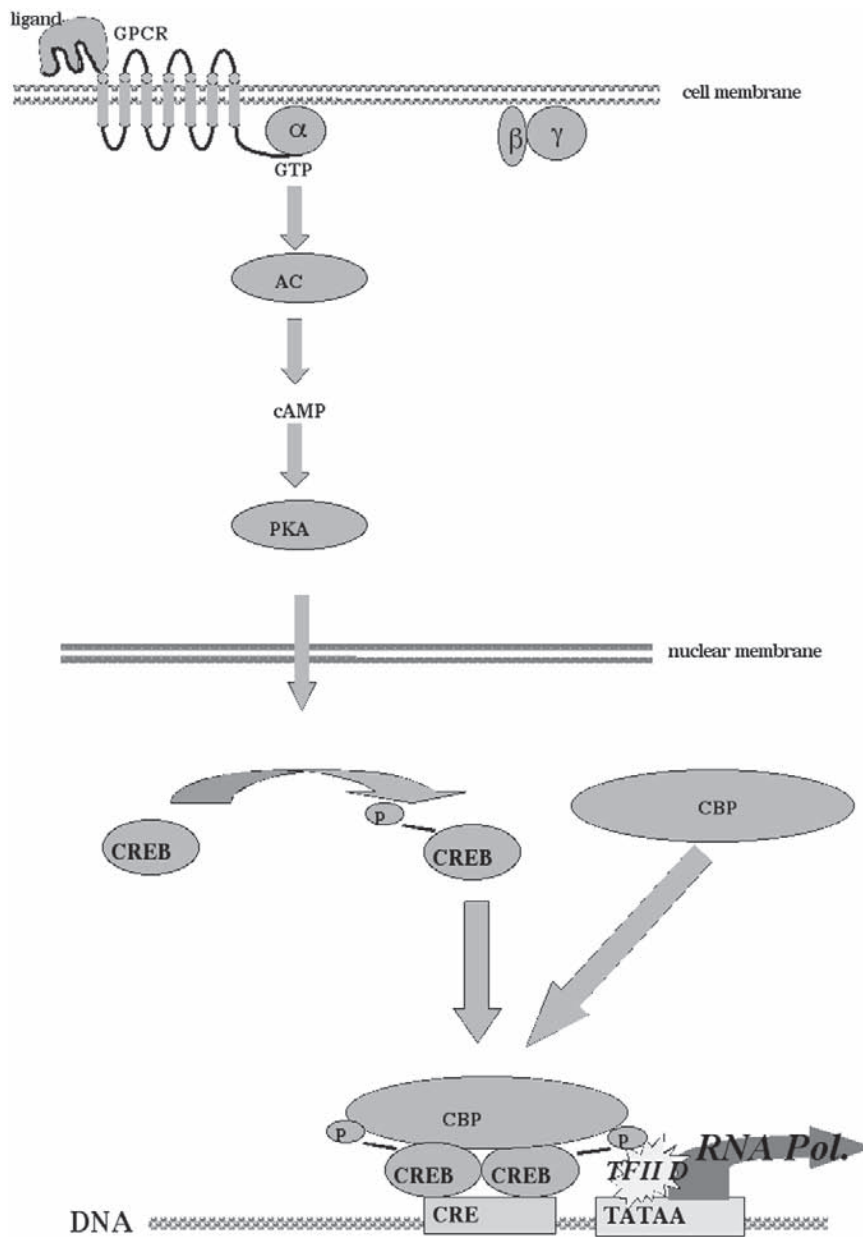 ligand
GPCR
cell membrane
α
β γ
GTP
AC
cAMP
PKA
nuclear membrane
CBP
p
CREB
CREB
CBP
p
p
RNA Pol.
CREB
CREB
TFII D
DNA
CRE
TATAA